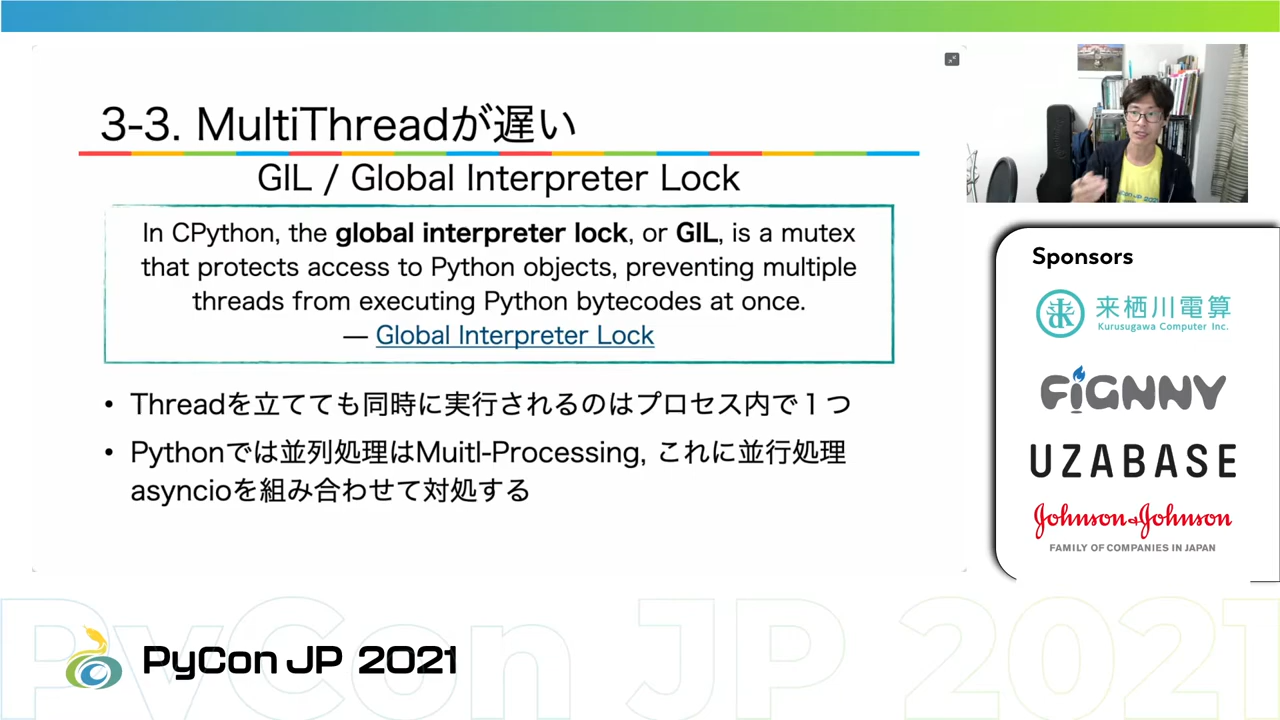 3-3. MultiThreadが遅い
GIL / Global Interpreter Lock
In CPython, the global interpreter lock, or GIL, is a mutex
that protects access to Python objects, preventing multiple
threads from executing Python bytecodes at once.
— Global Interpreter Lock
• Threadを立てても同時に実行されるのはプロセス内で1つ
• Pythonでは並列処理はMuitl-Processing, これに並行処理
asyncioを組み合わせて対処する
Sponsors
来栖川電算
Kurusugawa Computer Inc.
FiGNNY
UZABASE
Johnson&Johnson
FAMILY OF COMPANIES IN JAPAN
PyCon JP 2021
PyCon JP 2021